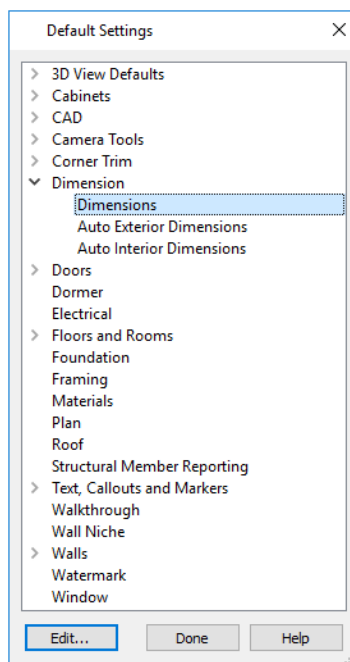 Default Settings
3D View Defaults
Cabinets
CAD
Camera Tools
Corner Trim
Dimension
Dimensions
Auto Exterior Dimensions
Auto Interior Dimensions
Doors
Dormer
Electrical
Floors and Rooms
Foundation
Framing
Materials
Plan
Roof
Structural Member Reporting
Text, Callouts and Markers
Walkthrough
Wall Niche
Walls
Watermark
Window
Edit... Done Help